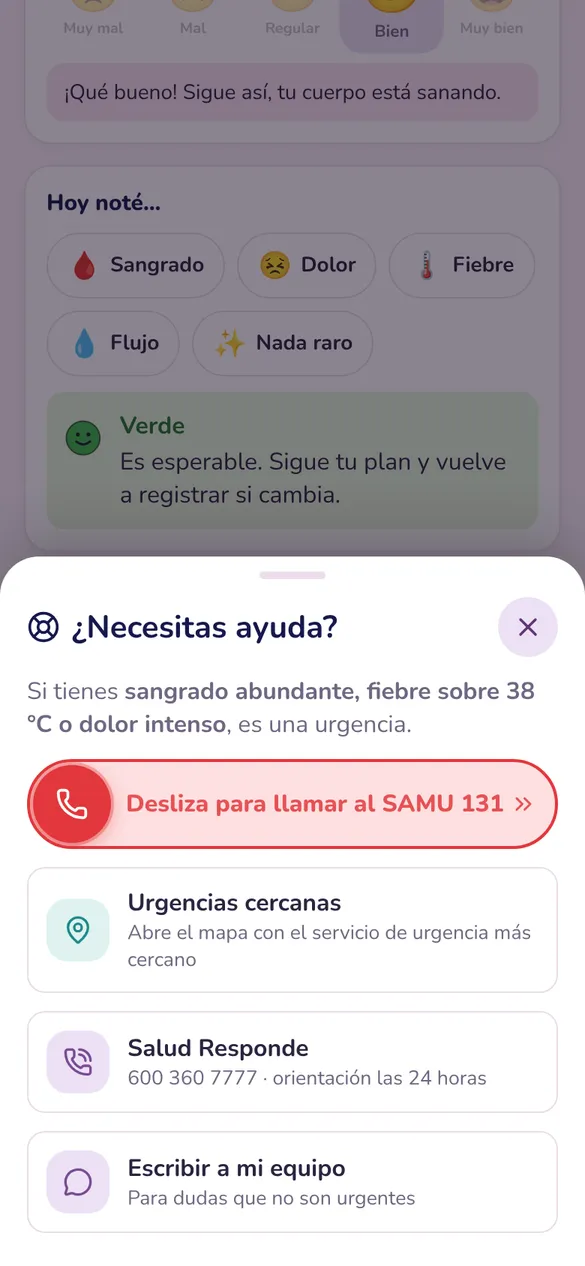 Muy mal
Mal
Regular
Bien
Muy bien
¡Qué bueno! Sigue así, tu cuerpo está sanando.
Hoy noté...
Sangrado
Dolor
Fiebre
Flujo
Nada raro
Verde
Es esperable. Sigue tu plan y vuelve
a registrar si cambia.
¿Necesitas ayuda?
Si tienes sangrado abundante, fiebre sobre 38
°C o dolor intenso, es una urgencia.
Desliza para llamar al SAMU 131
Urgencias cercanas
Abre el mapa con el servicio de urgencia más
cercano
Salud Responde
600 360 7777 · orientación las 24 horas
Escribir a mi equipo
Para dudas que no son urgentes